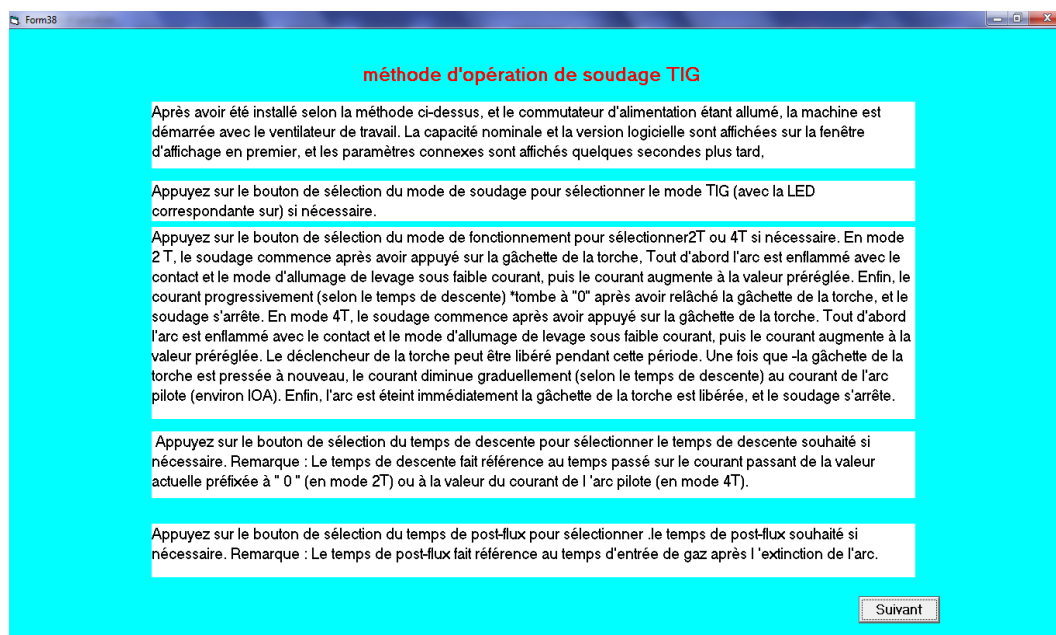 Form38
méthode d'opération de soudage TIG
Après avoir été installé selon la méthode ci-dessus, et le commutateur d'alimentation étant allumé, la machine est
démarrée avec le ventilateur de travail. La capacité nominale et la version logicielle sont affichées sur la fenêtre
d'affichage en premier, et les paramètres connexes sont affichés quelques secondes plus tard,
Appuyez sur le bouton de sélection du mode de soudage pour sélectionner le mode TIG (avec la LED
correspondante sur) si nécessaire.
Appuyez sur le bouton de sélection du mode de fonctionnement pour sélectionner2T ou 4T si nécessaire. En mode
2 T, le soudage commence après avoir appuyé sur la gâchette de la torche, Tout d'abord l'arc est enflammé avec le
contact et le mode d'allumage de levage sous faible courant, puis le courant augmente à la valeur préréglée. Enfin, le
courant progressivement (selon le temps de descente) *tombe à "0" après avoir relâché la gâchette de la torche, et le
soudage s'arrête. En mode 4T, le soudage commence après avoir appuyé sur la gâchette de la torche. Tout d'abord
l'arc est enflammé avec le contact et le mode d'allumage de levage sous faible courant, puis le courant augmente à la
valeur préréglée. Le déclencheur de la torche peut être libéré pendant cette période. Une fois que -la gâchette de la
torche est pressée à nouveau, le courant diminue graduellement (selon le temps de descente) au courant de l'arc
pilote (environ IOA). Enfin, l'arc est éteint immédiatement la gâchette de la torche est libérée, et le soudage s'arrête.
Appuyez sur le bouton de sélection du temps de descente pour sélectionner le temps de descente souhaité si
nécessaire. Remarque : Le temps de descente fait référence au temps passé sur le courant passant de la valeur
actuelle préfixée à " 0 " (en mode 2T) ou à la valeur du courant de l 'arc pilote (en mode 4T).
Appuyez sur le bouton de sélection du temps de post-flux pour sélectionner .le temps de post-flux souhaité si
nécessaire. Remarque : Le temps de post-flux fait référence au temps d'entrée de gaz après l 'extinction de l'arc.
Suivant